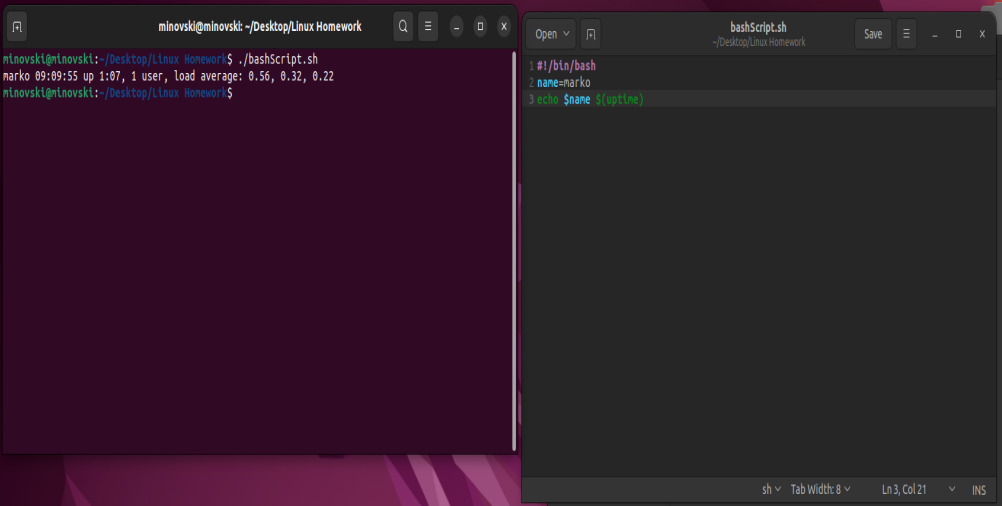 minovski@minovski: ~/Desktop/Linux Homework
minovski@minovski:~/Desktop/Linux Homework$ ./bashScript.sh
marko 09:09:55 up 1:07, 1 user, load average: 0.56, 0.32, 0.22
minovski@minovski:~/Desktop/Linux Homework$
Open
bashScript.sh
~/Desktop/Linux Homework
Save
1 #!/bin/bash
2 name=marko
3 echo $name $(uptime)
sh Tab Width: 8 Ln 3, Col 21 INS